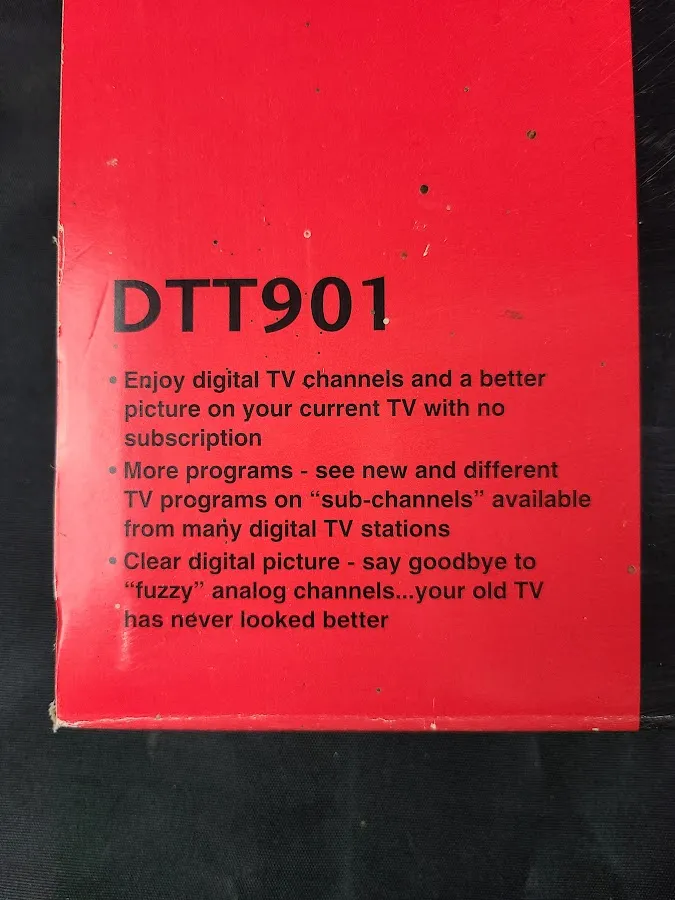 DTT901
• Enjoy digital TV channels and a better
picture on your current TV with no
subscription
• More programs - see new and different
TV programs on “sub-channels” available
from many digital TV stations
• Clear digital picture - say goodbye to
“fuzzy” analog channels...your old TV
has never looked better